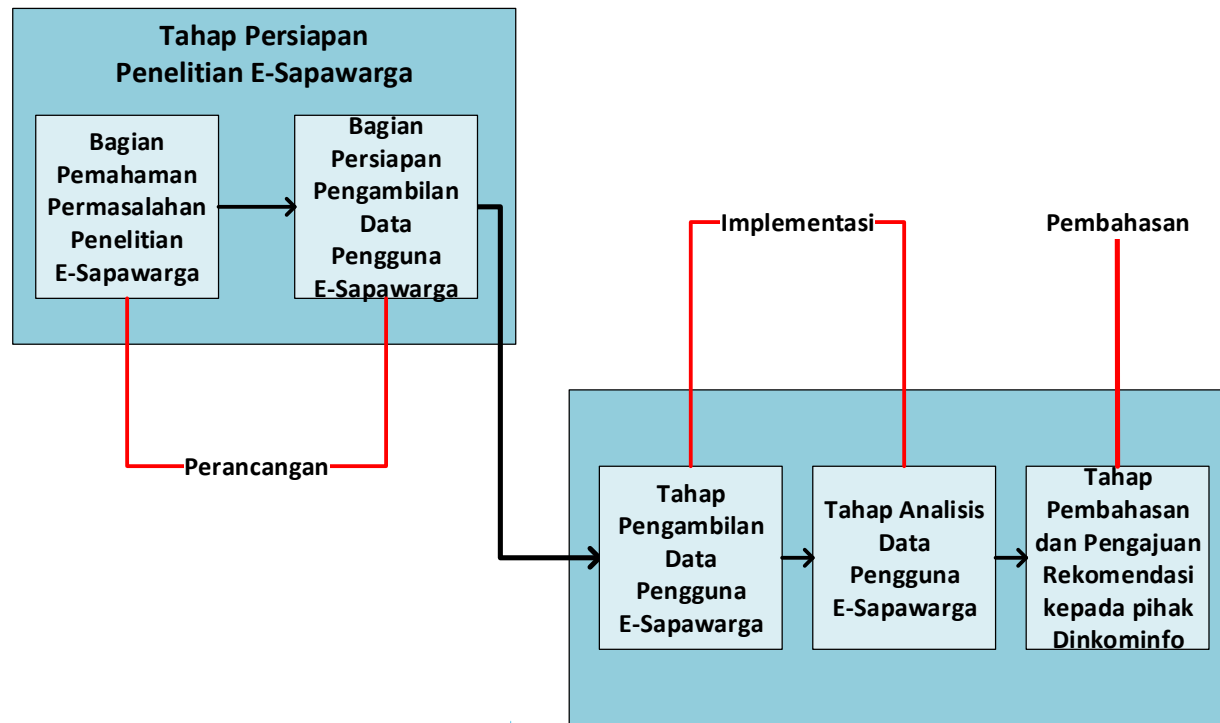 Tahap Persiapan
Penelitian E-Sapawarga
Bagian
Pemahaman
Permasalahan
Penelitian
E-Sapawarga
Bagian
Persiapan
Pengambilan
Data
Pengguna
E-Sapawarga
Perancangan
Implementasi
Pembahasan
Tahap
Pengambilan
Data
Pengguna
E-Sapawarga
Tahap Analisis
Data
Pengguna
E-Sapawarga
Tahap
Pembahasan
dan Pengajuan
Rekomendasi
kepada pihak
Dinkominfo